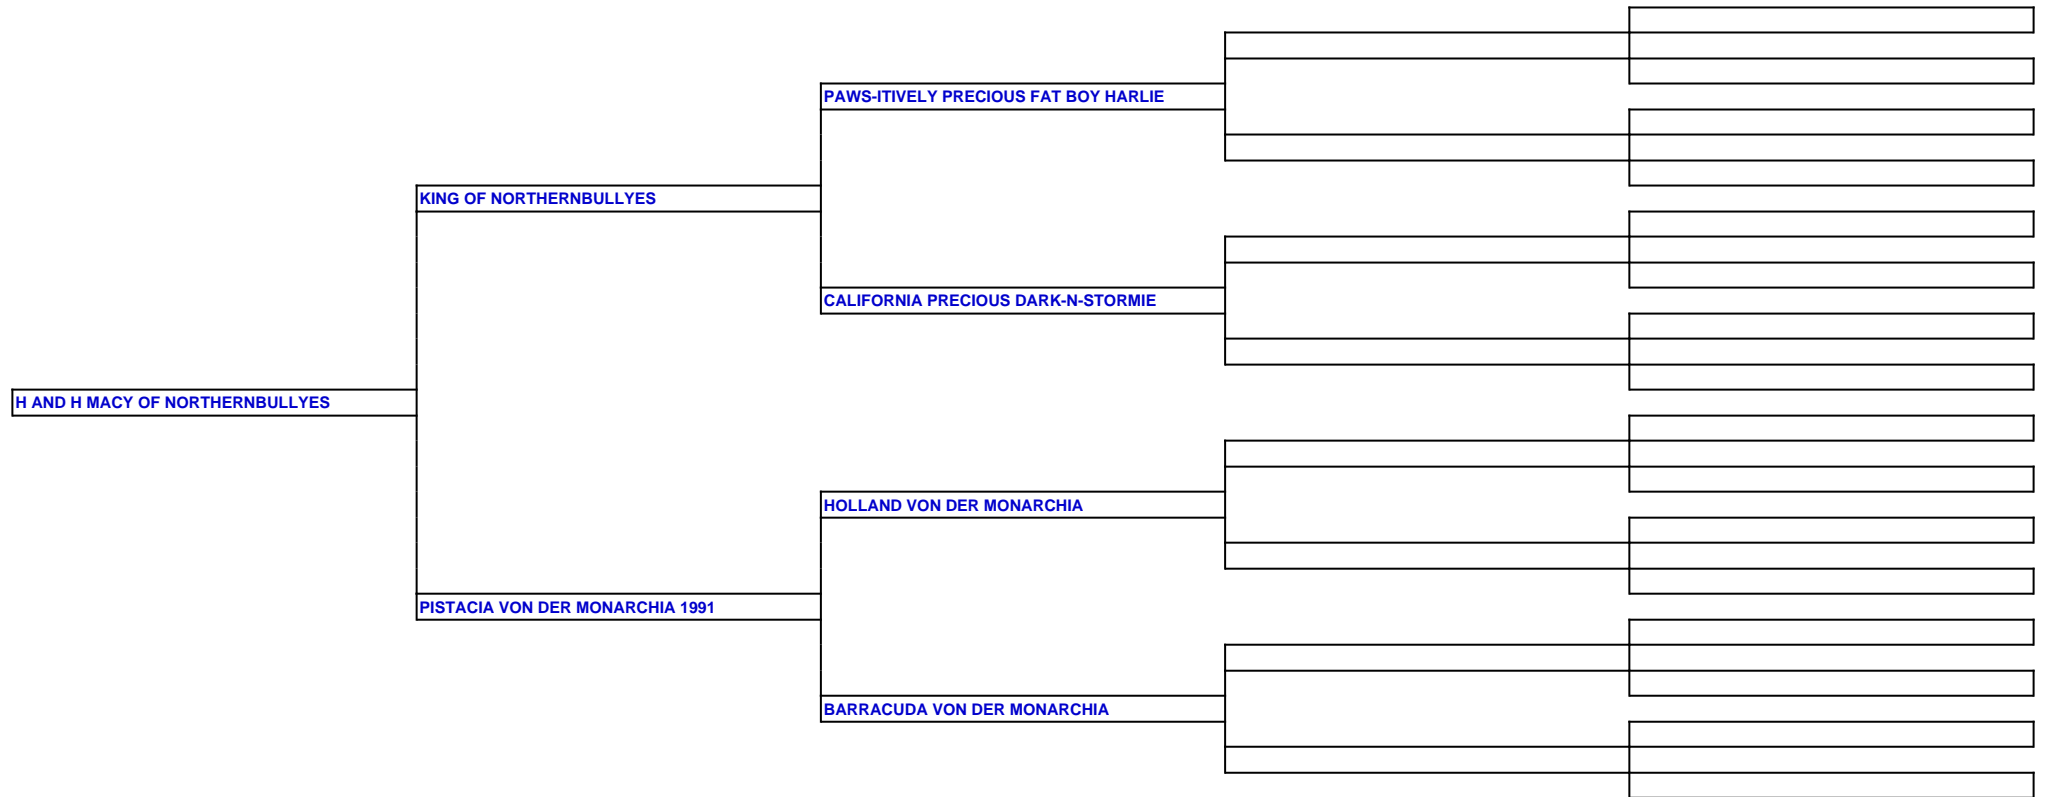 PAWS-ITIVELY PRECIOUS FAT BOY HARLIE
KING OF NORTHERNBULLYES
CALIFORNIA PRECIOUS DARK-N-STORMIE
H AND H MACY OF NORTHERNBULLYES
HOLLAND VON DER MONARCHIA
PISTACIA VON DER MONARCHIA 1991
BARRACUDA VON DER MONARCHIA